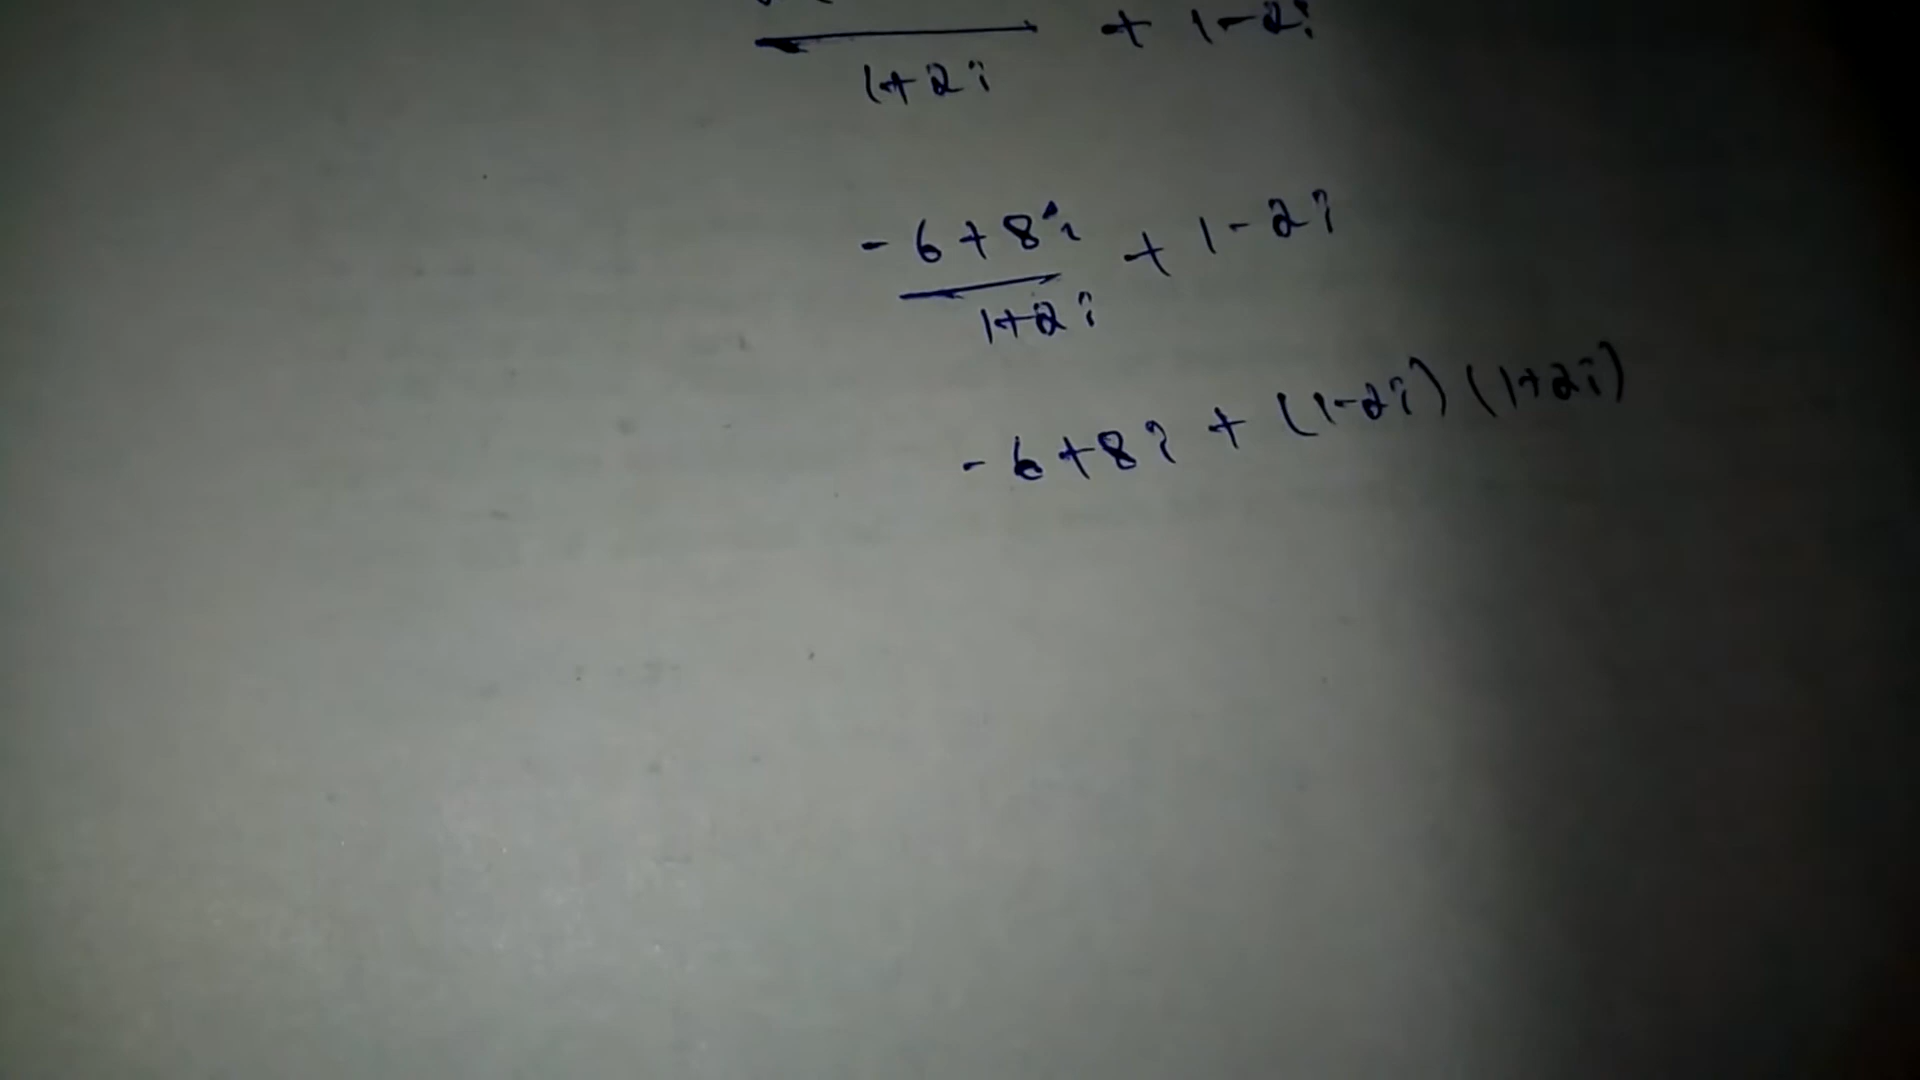 + 1-2i
1+2i
-6+8i + 1-2i
1+2i
-6+8i + (1-2i) (1+2i)